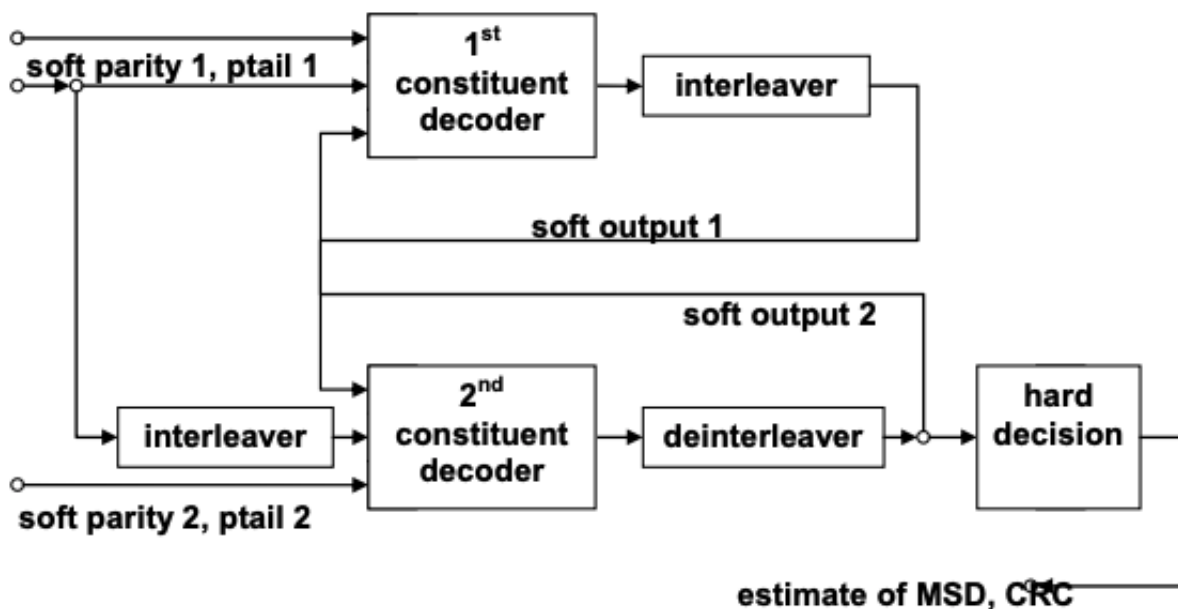 soft parity 1, ptail 1
1st
constituent
decoder
interleaver
soft output 1
soft output 2
interleaver
2nd
constituent
decoder
deinterleaver
hard
decision
soft parity 2, ptail 2
estimate of MSD, CRC